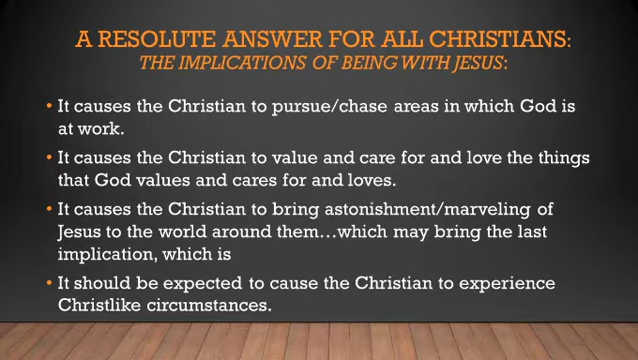 A RESOLUTE ANSWER FOR ALL CHRISTIANS:
THE IMPLICATIONS OF BEING WITH JESUS:
• It causes the Christian to pursue/chase areas in which God is
at work.
• It causes the Christian to value and care for and love the things
that God values and cares for and loves.
• It causes the Christian to bring astonishment/marveling of
Jesus to the world around them…which may bring the last
implication, which is
• It should be expected to cause the Christian to experience
Christlike circumstances.